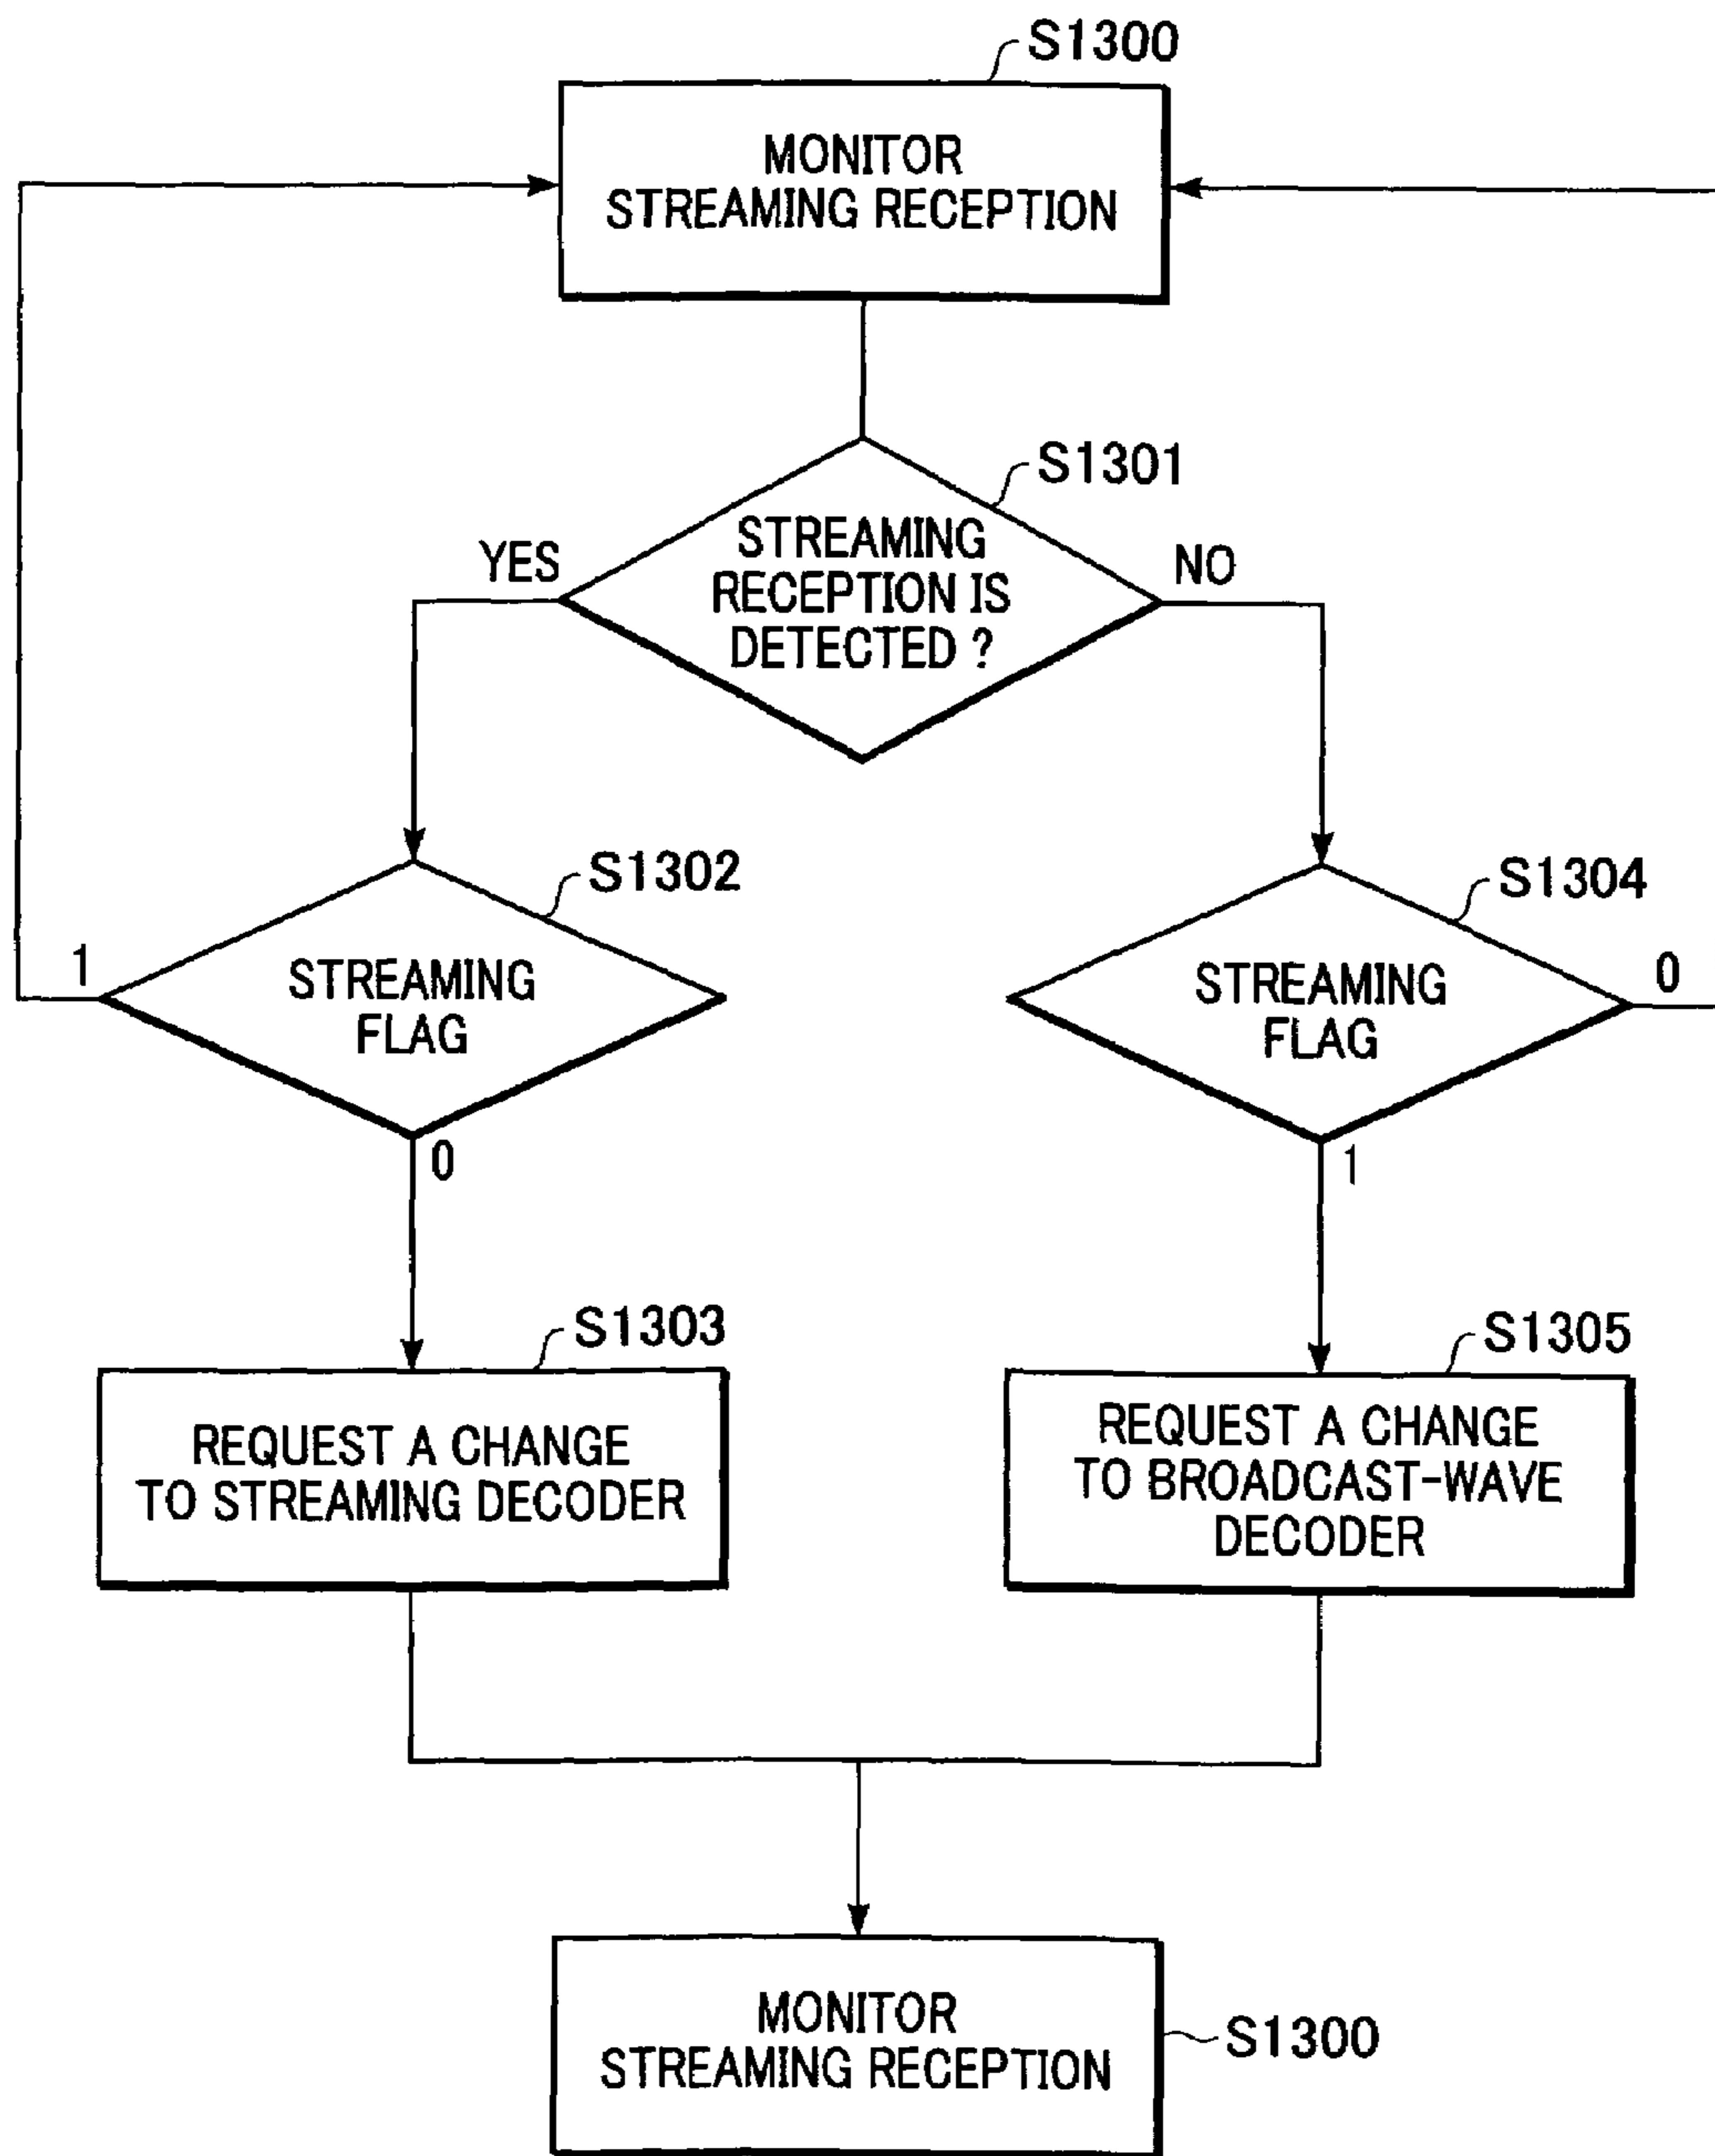 S1300
MONITOR
STREAMING RECEPTION
S1301
STREAMING
RECEPTION IS
DETECTED ?
YES
NO
S1302
STREAMING
FLAG
1
0
S1304
STREAMING
FLAG
0
1
S1303
REQUEST A CHANGE
TO STREAMING DECODER
S1305
REQUEST A CHANGE
TO BROADCAST-WAVE
DECODER
MONITOR
STREAMING RECEPTION
S1300